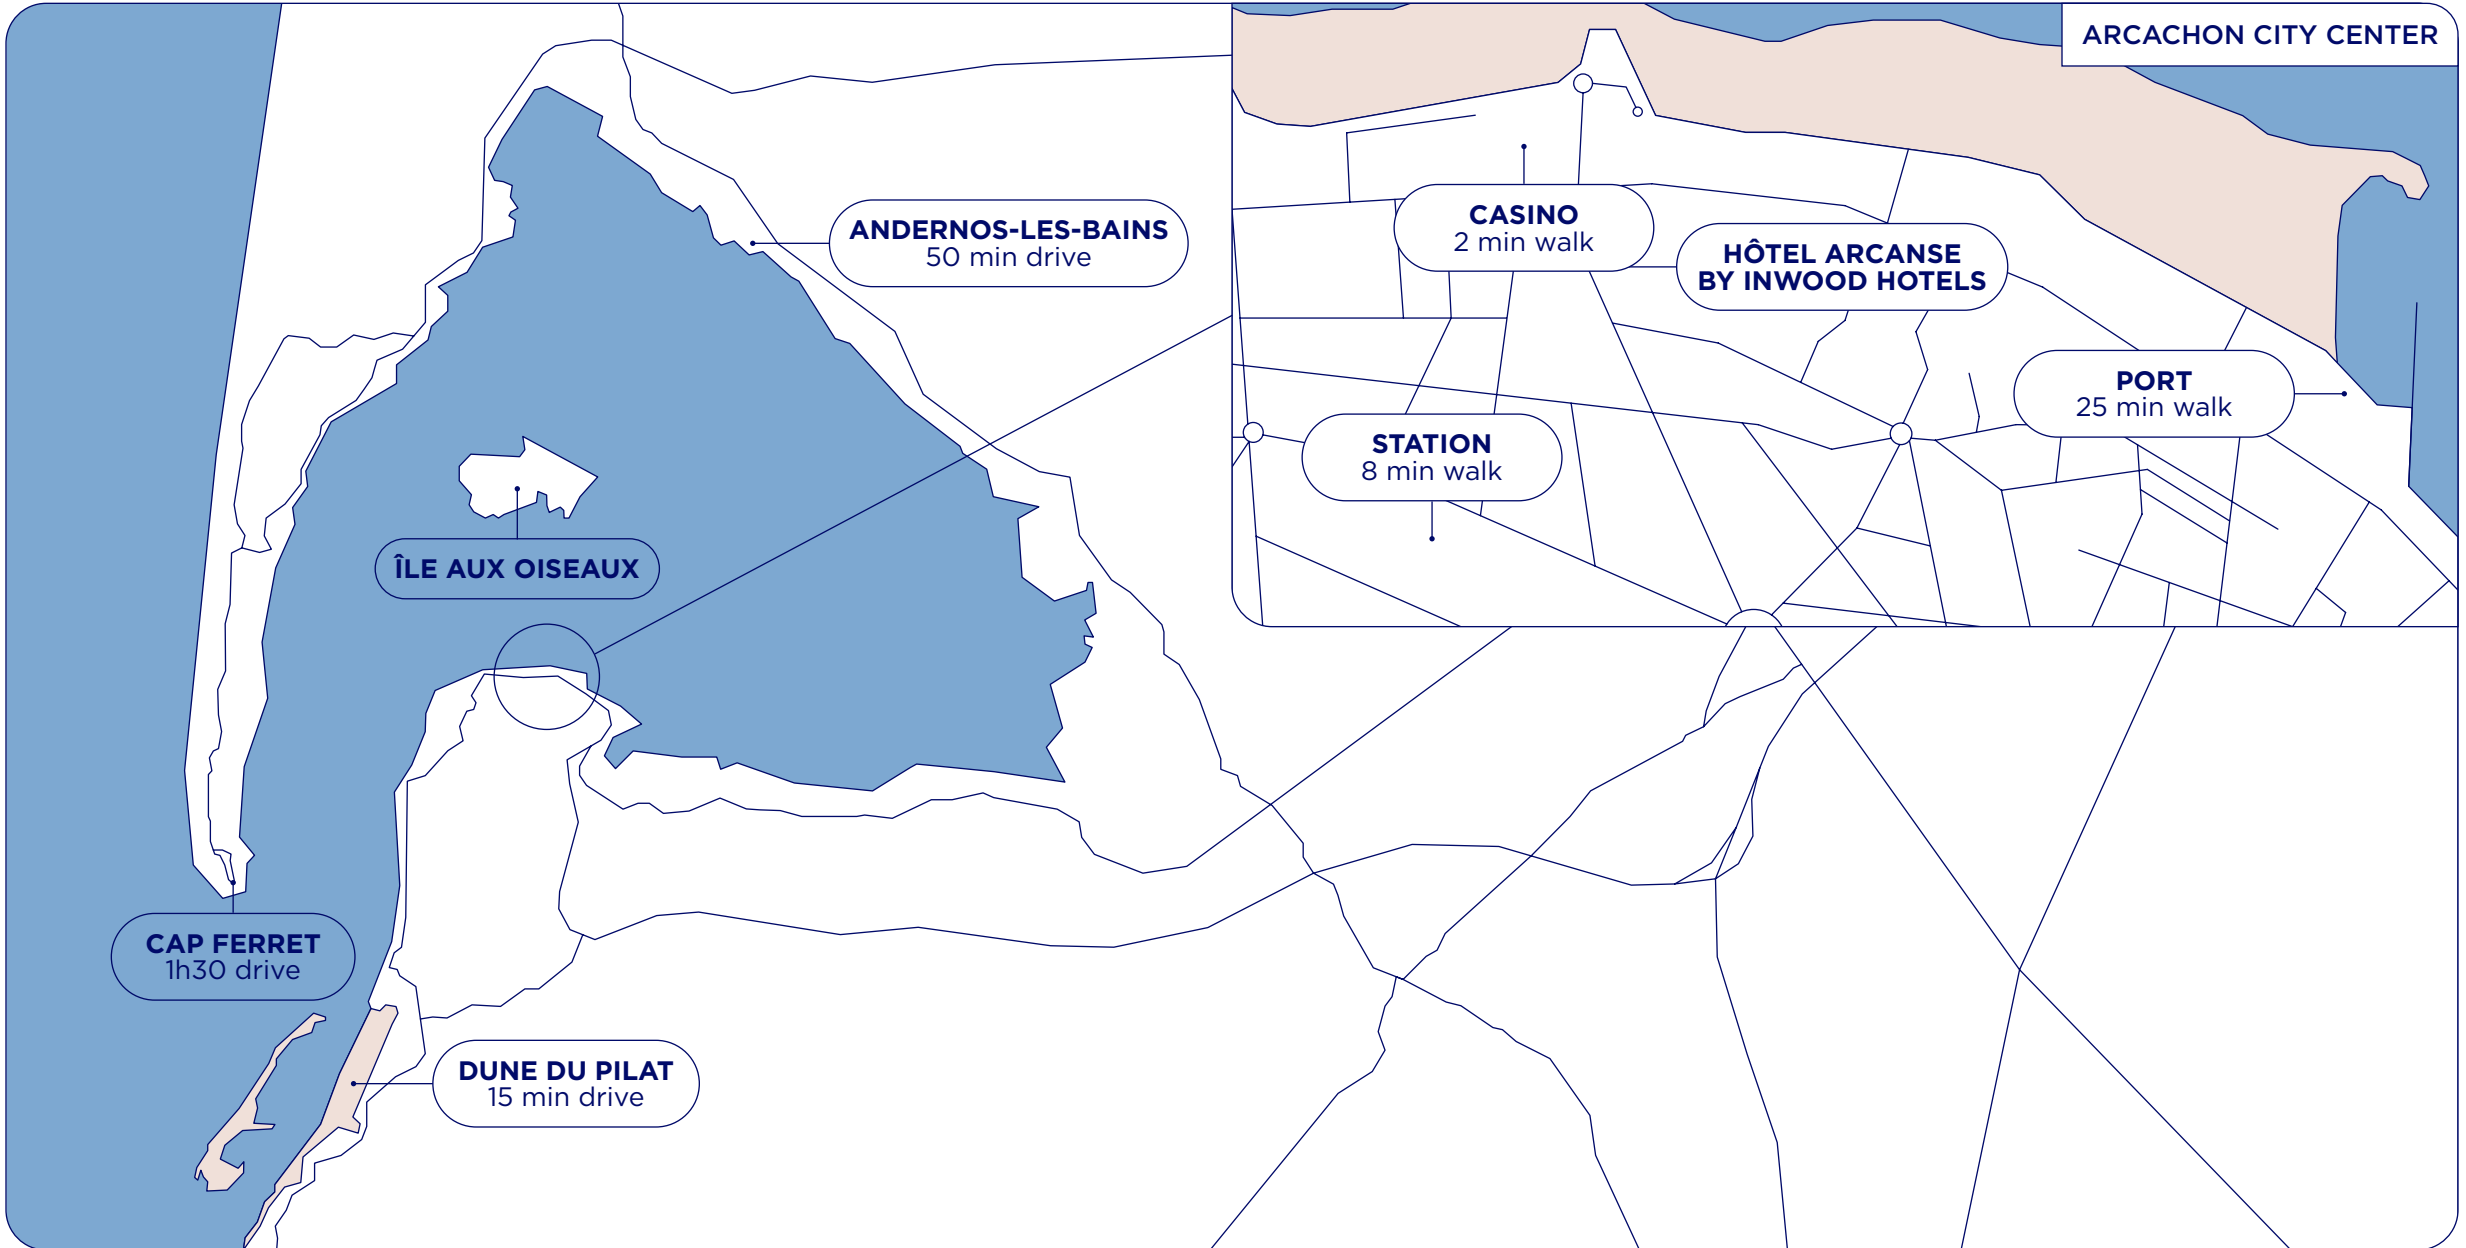 ARCACHON CITY CENTER
CASINO
2 min walk
ANDERNOS-LES-BAINS
50 min drive
HÔTEL ARCANSE
BY INWOOD HOTELS
PORT
25 min walk
STATION
8 min walk
ÎLE AUX OISEAUX
CAP FERRET
1h30 drive
DUNE DU PILAT
15 min drive